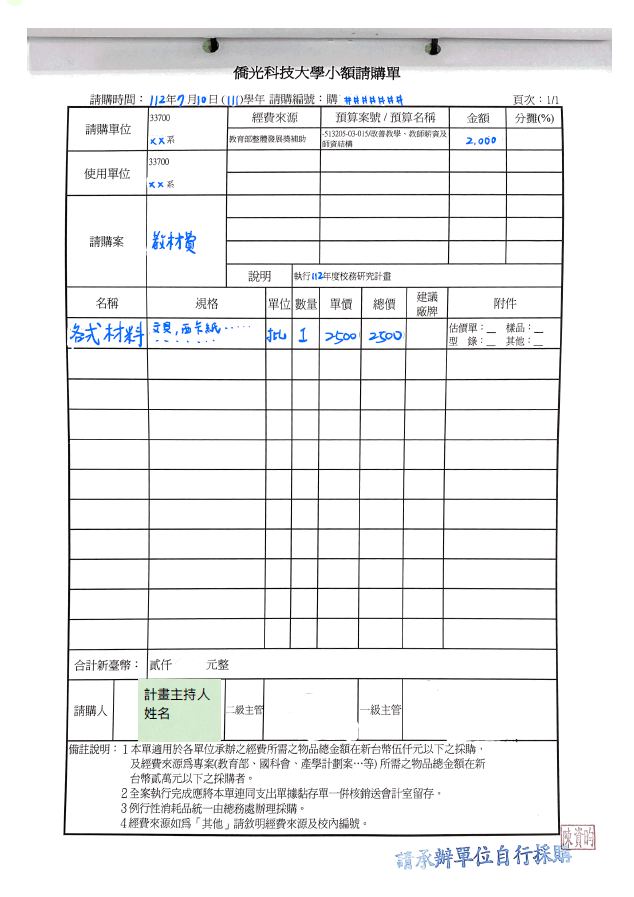 僑光科技大學小額請購單
請購時間：112年7月10日(111)學年 請購編號：購 #######
頁次：1/1
請購單位
33700
xx系
經費來源
預算案號 / 預算名稱
金額
分攤(%)
教育部整體發展獎補助
-513205-03-015/改善教學、教師薪資及
師資結構
2,000
使用單位
33700
xx系
請購案
教材費
說明
執行112年度校務研究計畫
名稱
規格
單位
數量
單價
總價
建議
廠牌
附件
各式材料
文具,西卡紙‥‥‥
‥‥‥
批
1
2500
2500
估價單：__ 樣品：__
型 錄：__ 其他：__
合計新臺幣： 貳仟 元整
請購人
計畫主持人
姓名
二級主管
一級主管
備註說明： 1 本單適用於各單位承辦之經費所需之物品總金額在新台幣伍仟元以下之採購，
及經費來源為專案(教育部、國科會、產學計劃案…等) 所需之物品總金額在新
台幣貳萬元以下之採購者。
2 全案執行完成應將本單連同支出單據黏存單一併核銷送會計室留存。
3 例行性消耗品統一由總務處辦理採購。
4 經費來源如為「其他」請敘明經費來源及校內編號。
請承辦單位自行採購
陳資昀